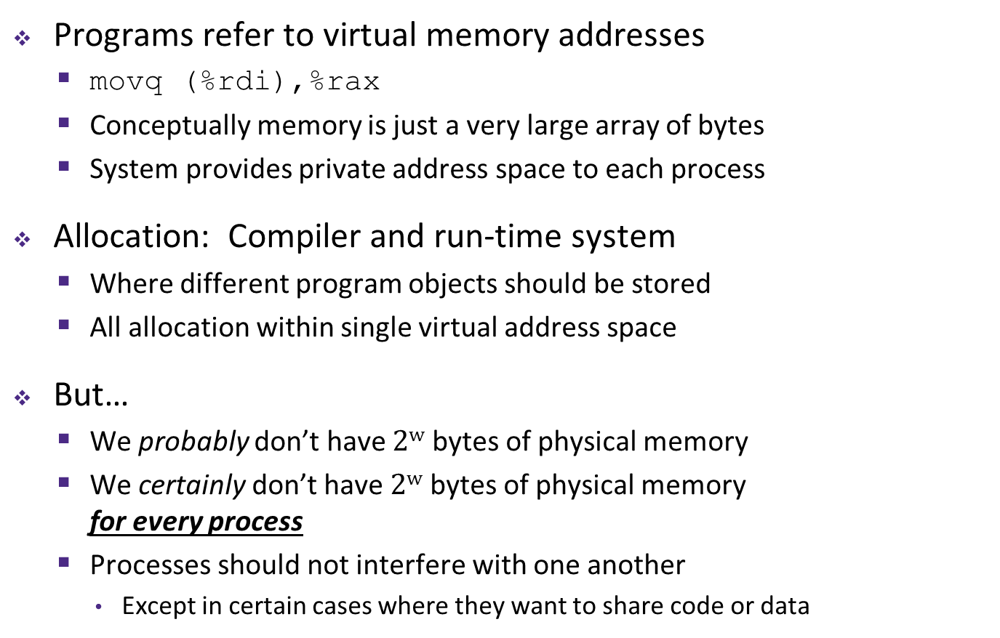 Programs refer to virtual memory addresses
movq (%rdi),%rax
Conceptually memory is just a very large array of bytes
System provides private address space to each process
Allocation: Compiler and run-time system
Where different program objects should be stored
All allocation within single virtual address space
But…
We probably don’t have 2ʷ bytes of physical memory
We certainly don’t have 2ʷ bytes of physical memory
for every process
Processes should not interfere with one another
Except in certain cases where they want to share code or data